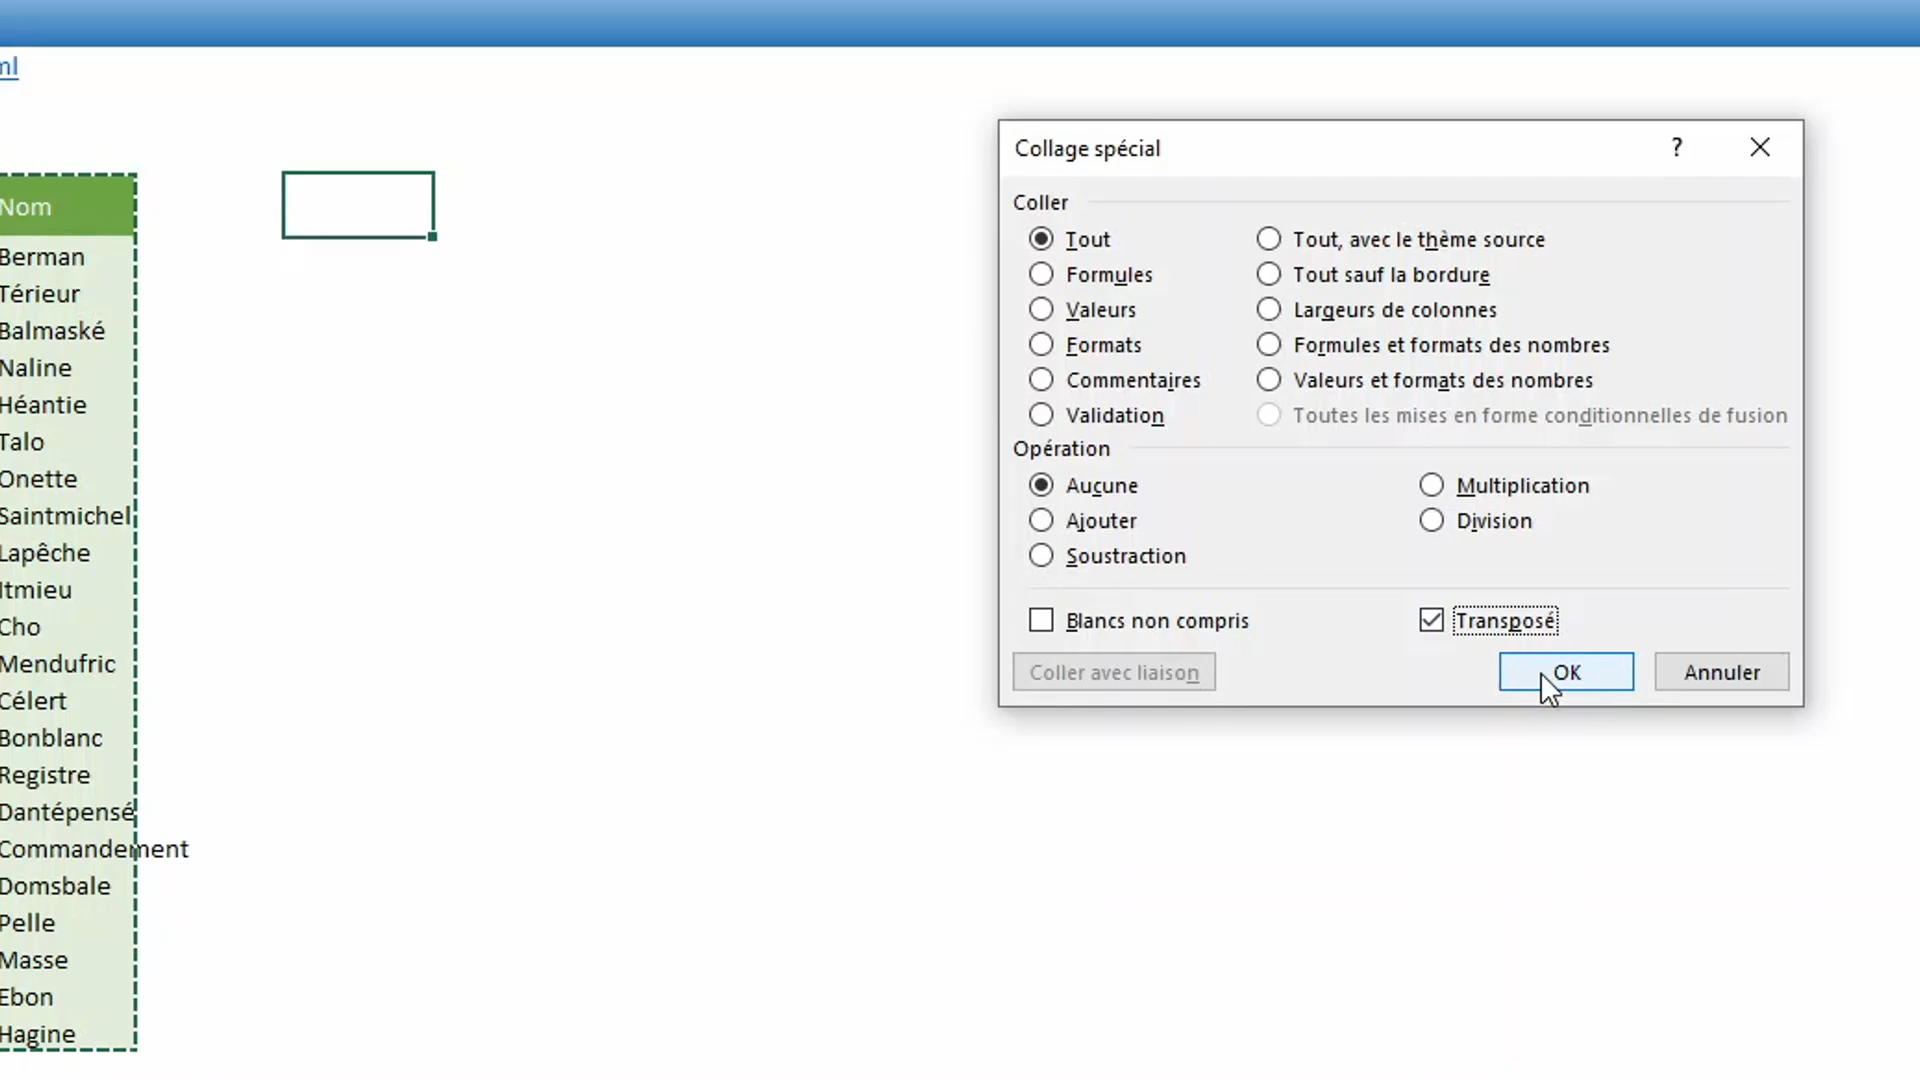 ml
Nom
Berman
Térieur
Balmaské
Naline
Héantie
Talo
Onette
Saintmichel
Lapêche
Itmieu
Cho
Mendufric
Célert
Bonblanc
Registre
Dantépensé
Commandement
Domsbale
Pelle
Masse
Ebon
Hagine
Collage spécial ?
Coller
Tout Tout, avec le thème source
Formules Tout sauf la bordure
Valeurs Largeurs de colonnes
Formats Formules et formats des nombres
Commentaires Valeurs et formats des nombres
Validation Toutes les mises en forme conditionnelles de fusion
Opération
Aucune Multiplication
Ajouter Division
Soustraction
Blancs non compris Transposé
Coller avec liaison OK Annuler